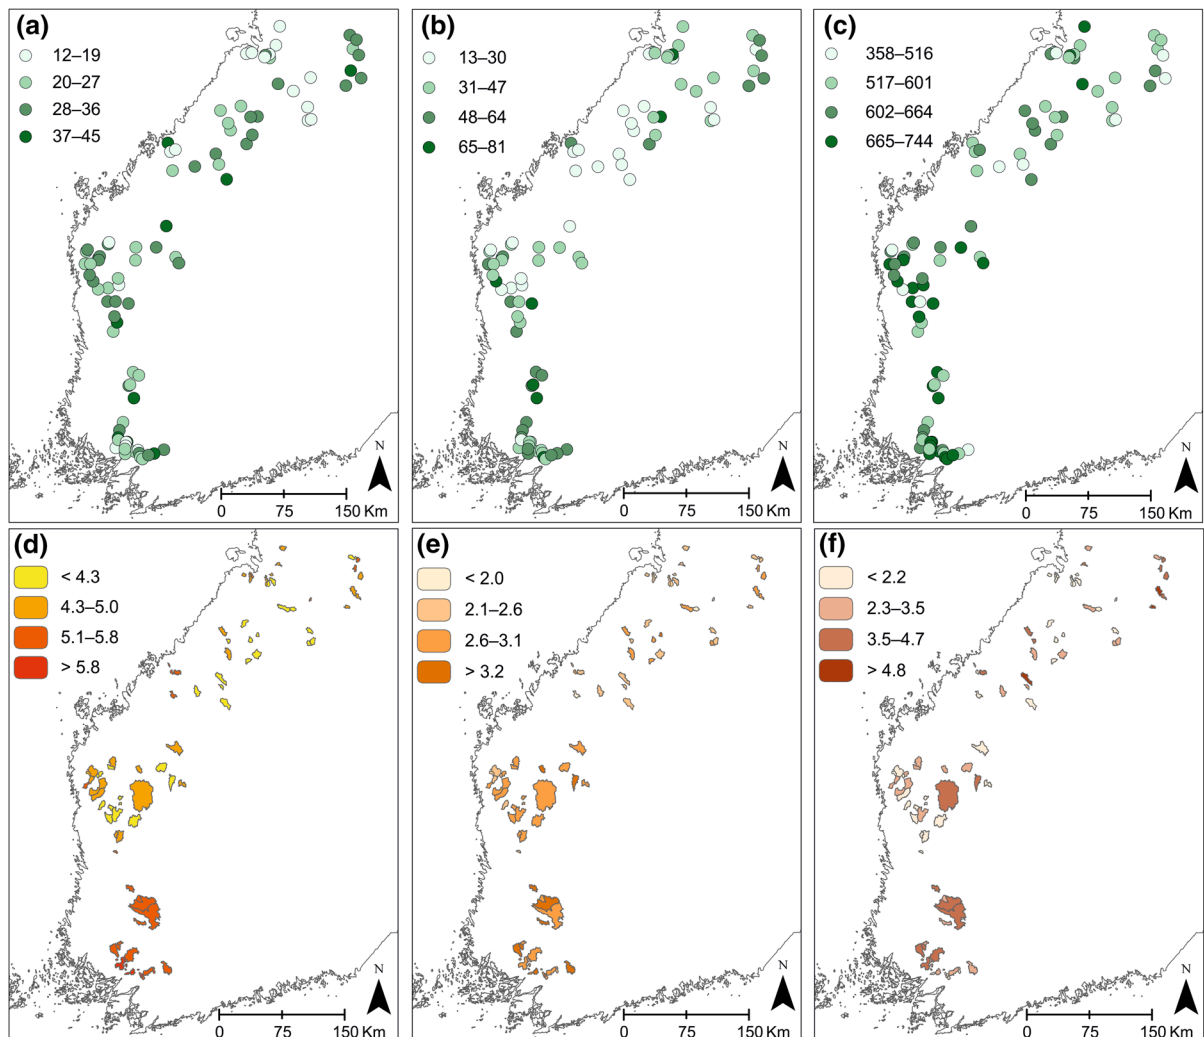 (a)
12–19
20–27
28–36
37–45
N
0 75 150 Km
(b)
13–30
31–47
48–64
65–81
N
0 75 150 Km
(c)
358–516
517–601
602–664
665–744
N
0 75 150 Km
(d)
< 4.3
4.3–5.0
5.1–5.8
> 5.8
N
0 75 150 Km
(e)
< 2.0
2.1–2.6
2.6–3.1
> 3.2
N
0 75 150 Km
(f)
< 2.2
2.3–3.5
3.5–4.7
> 4.8
N
0 75 150 Km